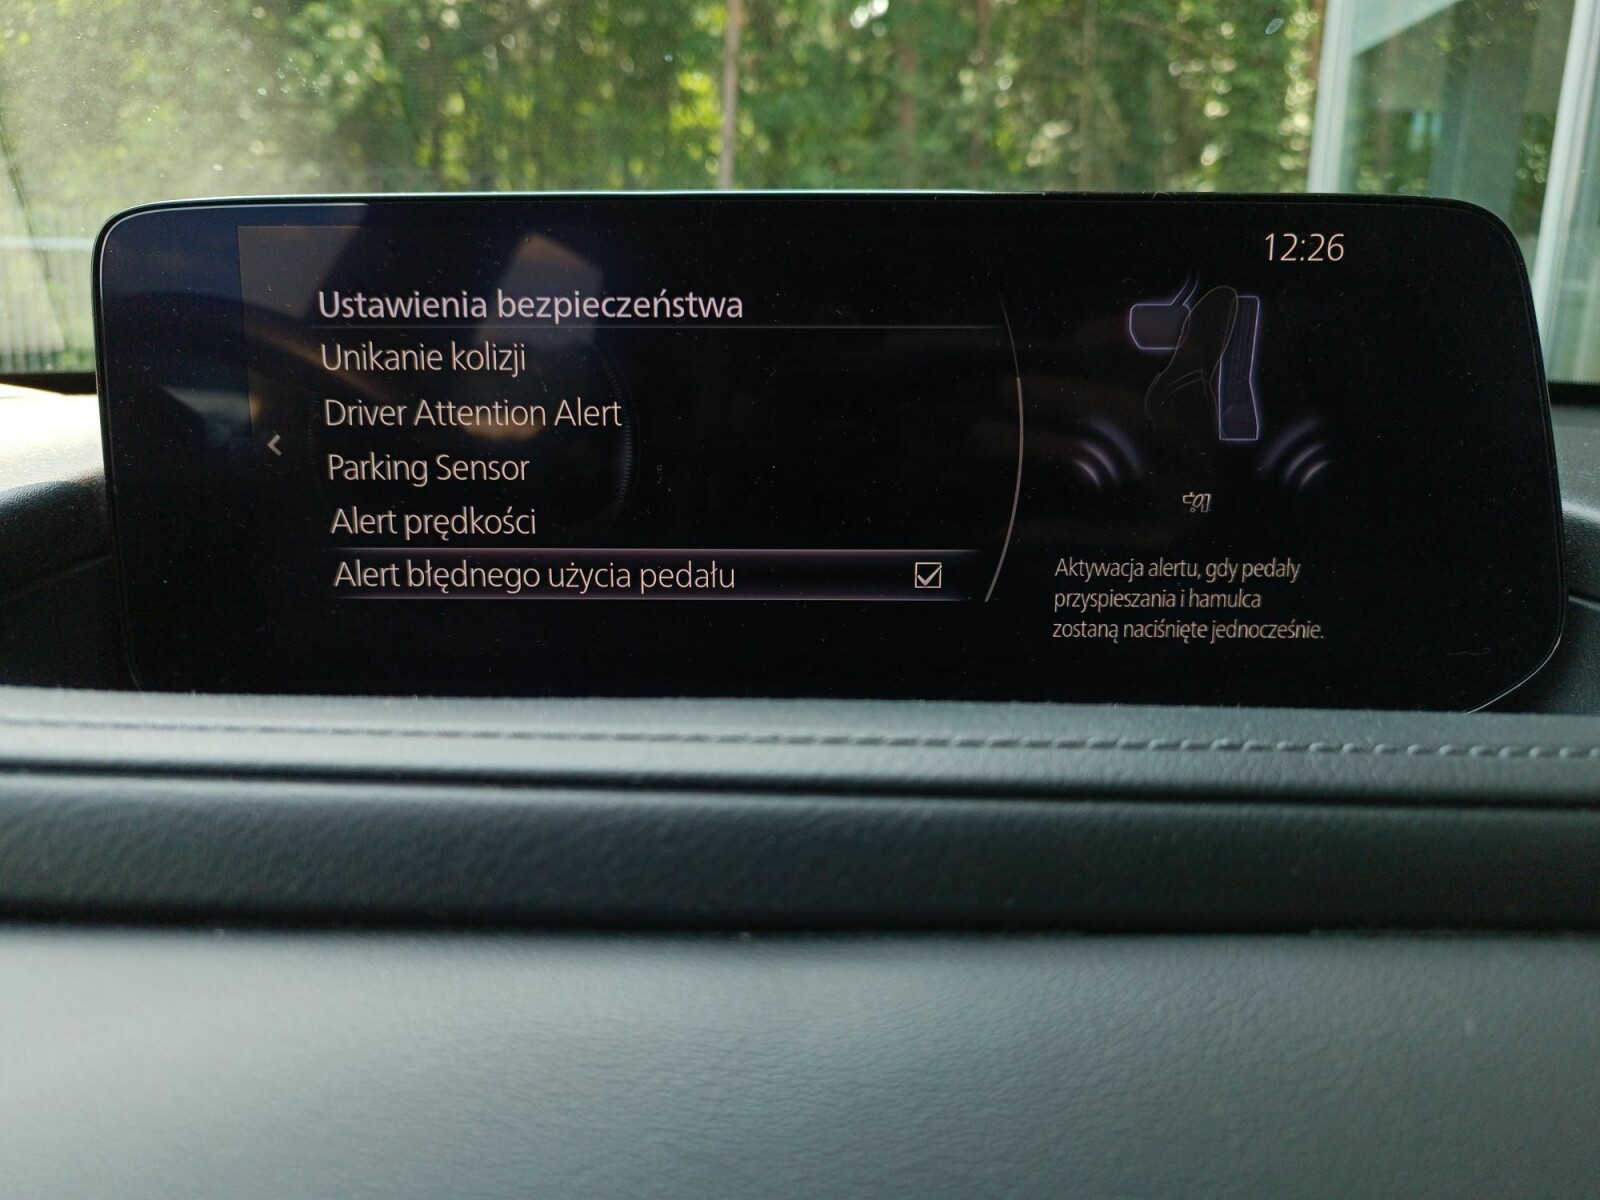 12:26
Ustawienia bezpieczeństwa
Unikanie kolizji
Driver Attention Alert
Parking Sensor
Alert prędkości
Alert błędnego użycia pedału
Aktywacja alertu, gdy pedały
przyspieszania i hamulca
zostaną naciśnięte jednocześnie.